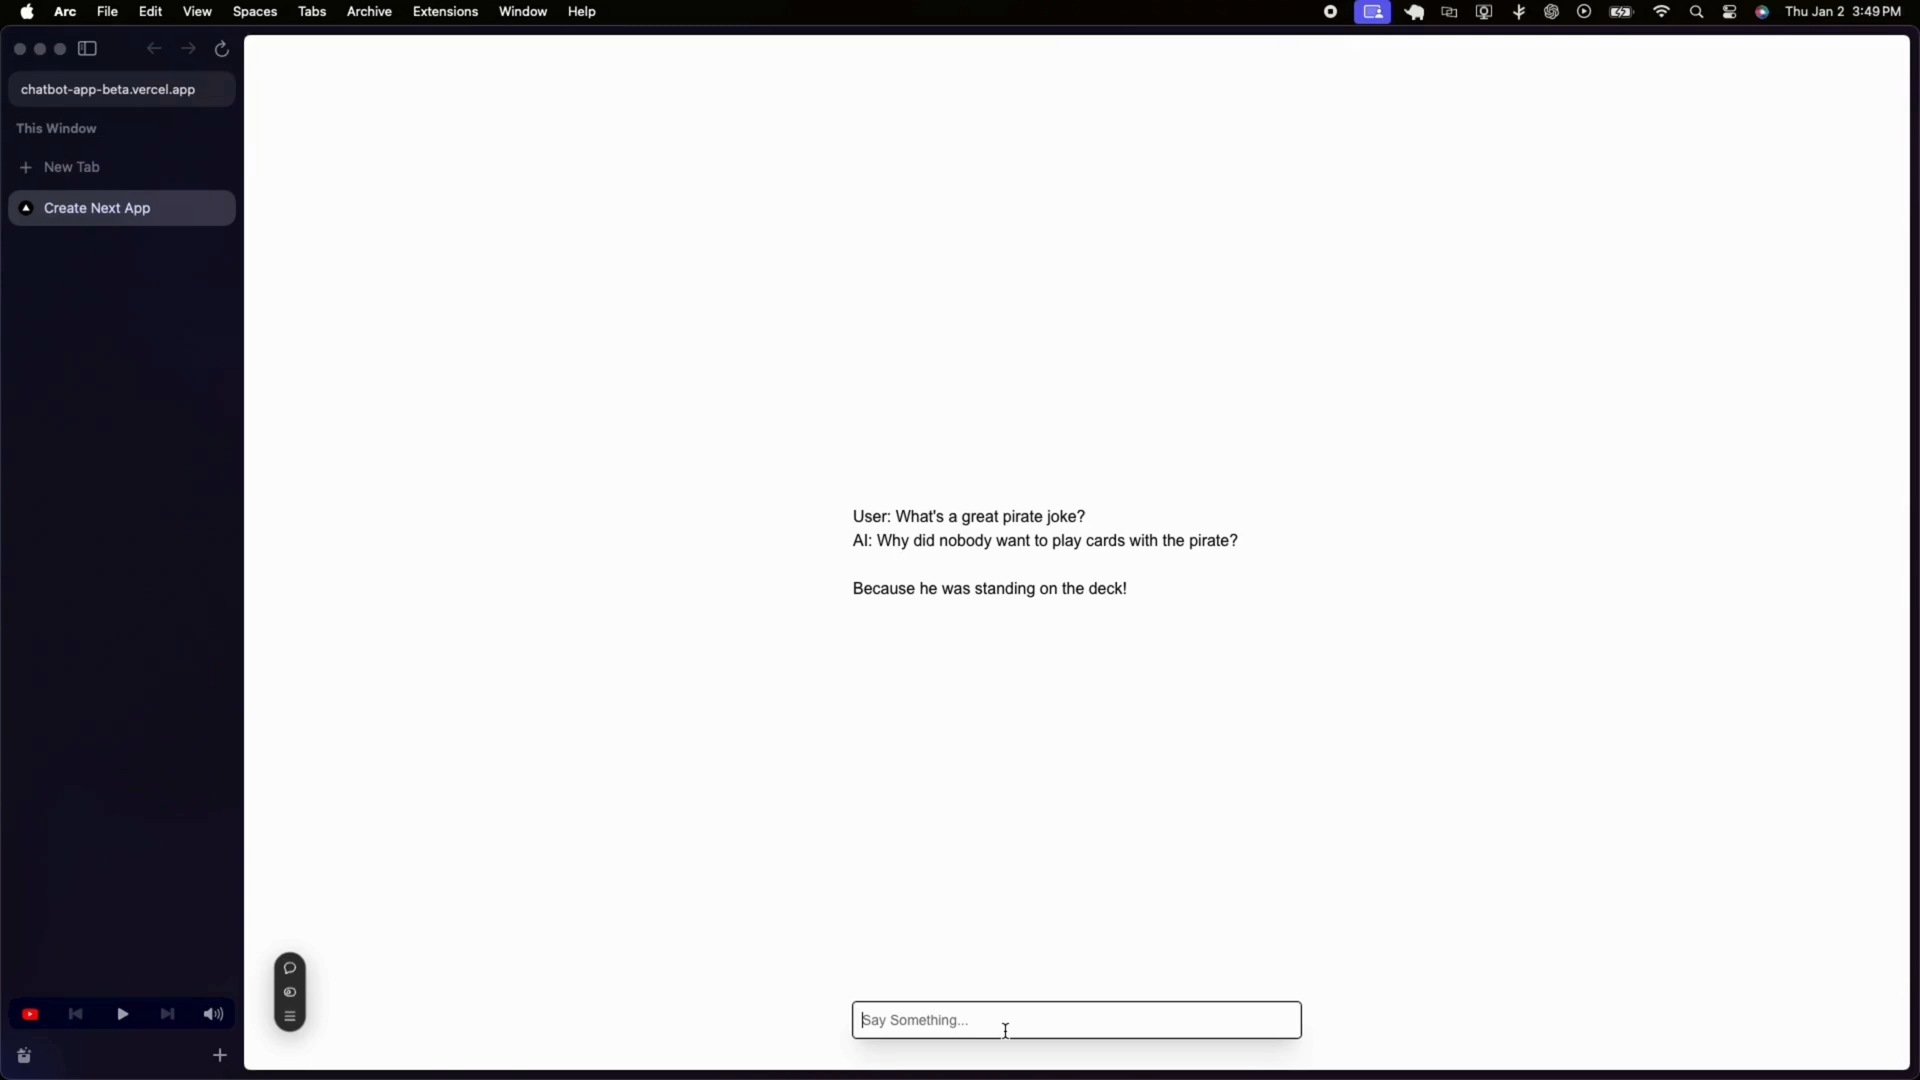 Arc File Edit View Spaces Tabs Archive Extensions Window Help Thu Jan 2 3:49 PM
chatbot-app-beta.vercel.app
This Window
New Tab
Create Next App
User: What's a great pirate joke?
AI: Why did nobody want to play cards with the pirate?
Because he was standing on the deck!
Say Something...